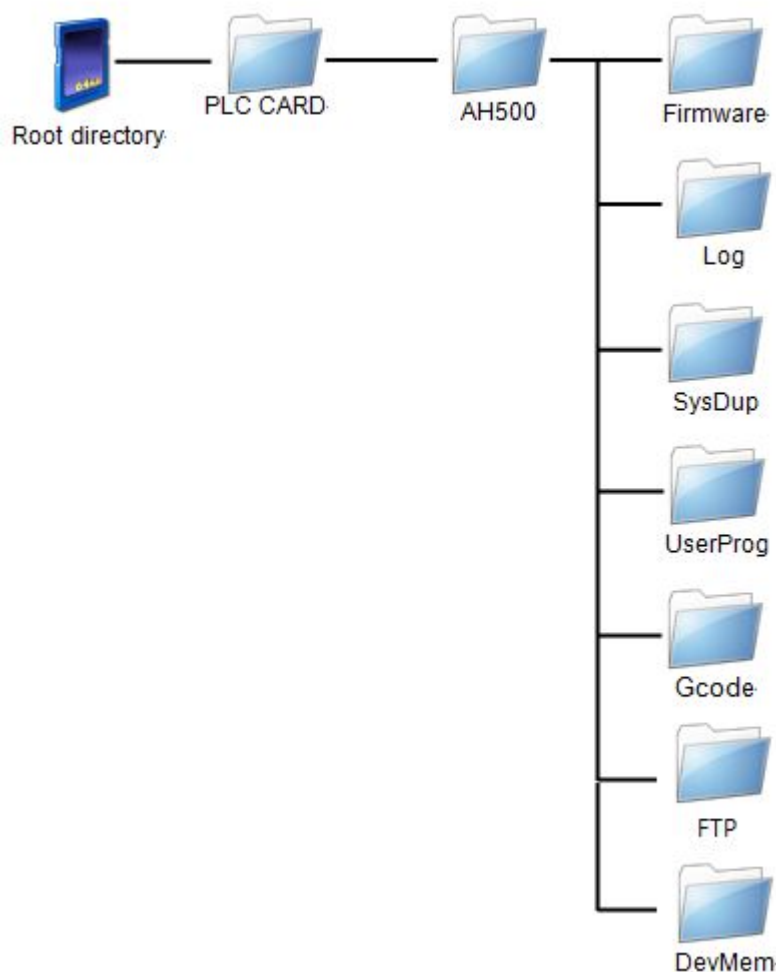 Root directory
PLC CARD
AH500
Firmware
Log
SysDup
UserProg
Gcode
FTP
DevMem